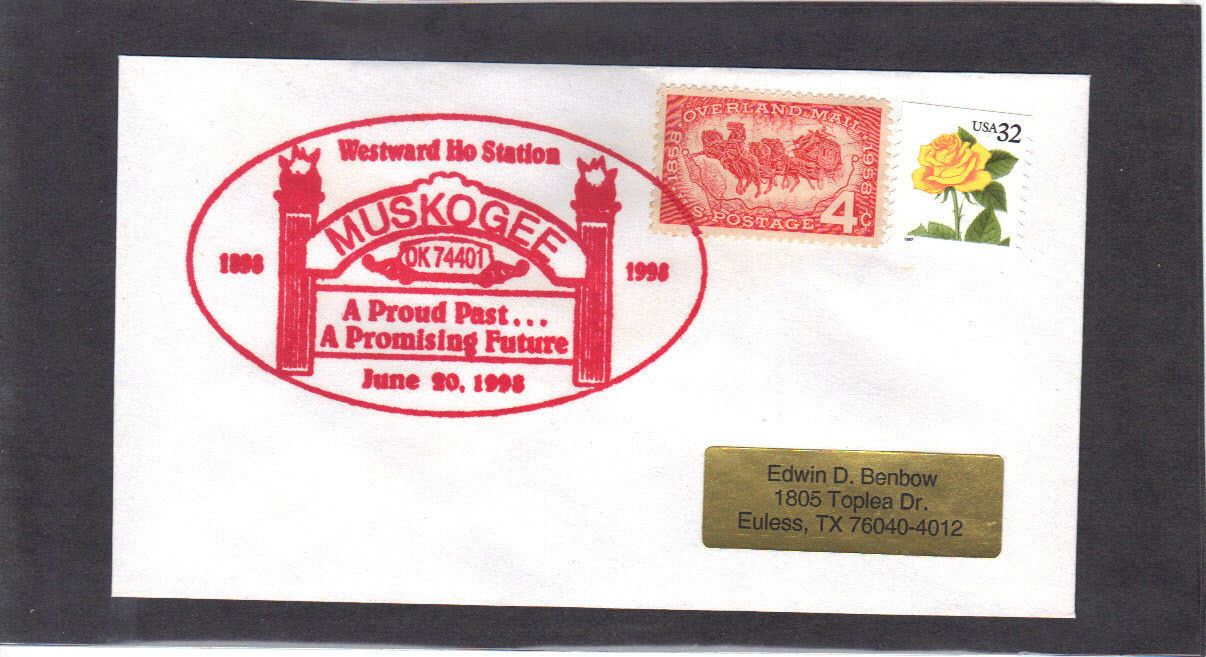 Westward Ho Station
MUSKOGEE
OK 74401
1898
1998
A Proud Past...
A Promising Future
June 20, 1998
1858 . OVERLAND MAIL . 1958
U.S. POSTAGE 4¢
USA 32
1997
Edwin D. Benbow
1805 Toplea Dr.
Euless, TX 76040-4012